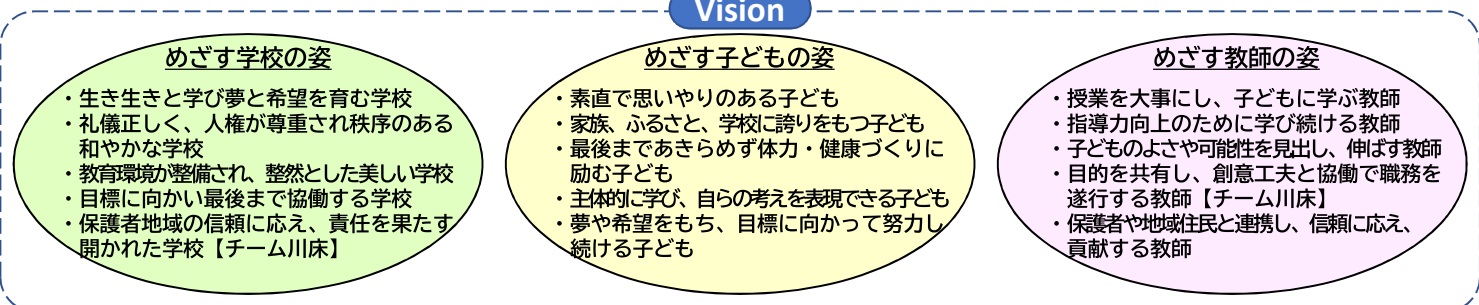 Vision
めざす学校の姿
・生き生きと学び夢と希望を育む学校
・礼儀正しく、人権が尊重され秩序のある
和やかな学校
・教育環境が整備され、整然とした美しい学校
・目標に向かい最後まで協働する学校
・保護者地域の信頼に応え、責任を果たす
開かれた学校【チーム川床】
めざす子どもの姿
・素直で思いやりのある子ども
・家族、ふるさと、学校に誇りをもつ子ども
・最後まであきらめず体力・健康づくりに
励む子ども
・主体的に学び、自らの考えを表現できる子ども
・夢や希望をもち、目標に向かって努力し
続ける子ども
めざす教師の姿
・授業を大事にし、子どもに学ぶ教師
・指導力向上のために学び続ける教師
・子どものよさや可能性を見出し、伸ばす教師
・目的を共有し、創意工夫と協働で職務を
遂行する教師【チーム川床】
・保護者や地域住民と連携し、信頼に応え、
貢献する教師